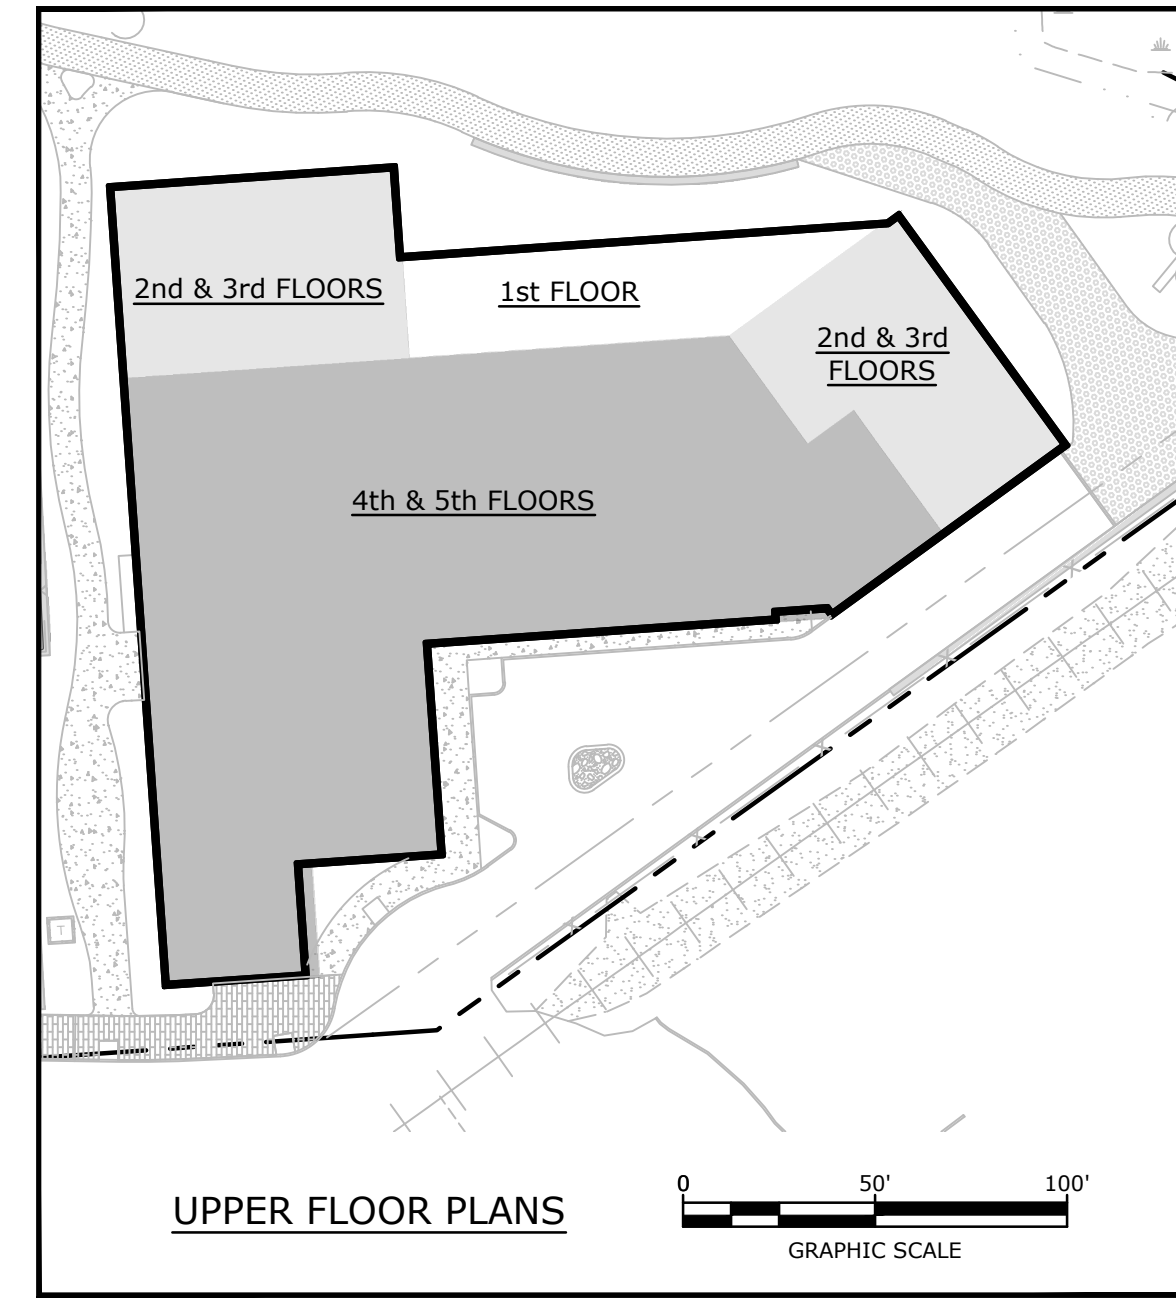 2nd & 3rd FLOORS
1st FLOOR
2nd & 3rd
FLOORS
4th & 5th FLOORS
T
UPPER FLOOR PLANS
0 50' 100'
GRAPHIC SCALE